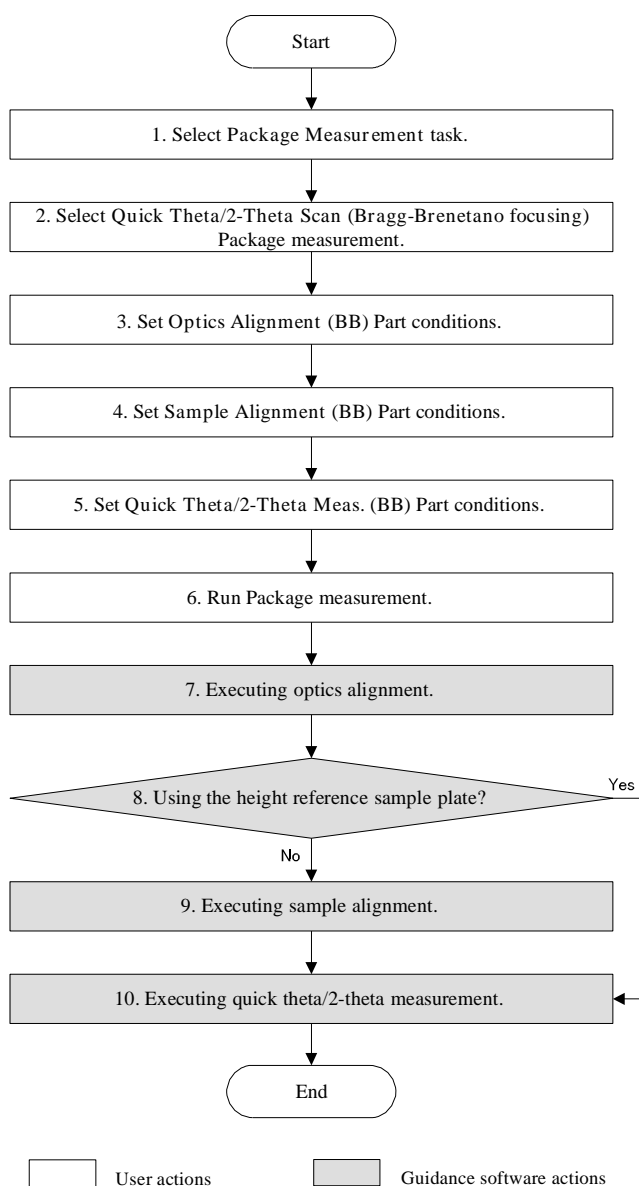 Start
1. Select Package Measurement task.
2. Select Quick Theta/2-Theta Scan (Bragg-Brenetano focusing)
Package measurement.
3. Set Optics Alignment (BB) Part conditions.
4. Set Sample Alignment (BB) Part conditions.
5. Set Quick Theta/2-Theta Meas. (BB) Part conditions.
6. Run Package measurement.
7. Executing optics alignment.
8. Using the height reference sample plate?
Yes
No
9. Executing sample alignment.
10. Executing quick theta/2-theta measurement.
End
User actions
Guidance software actions